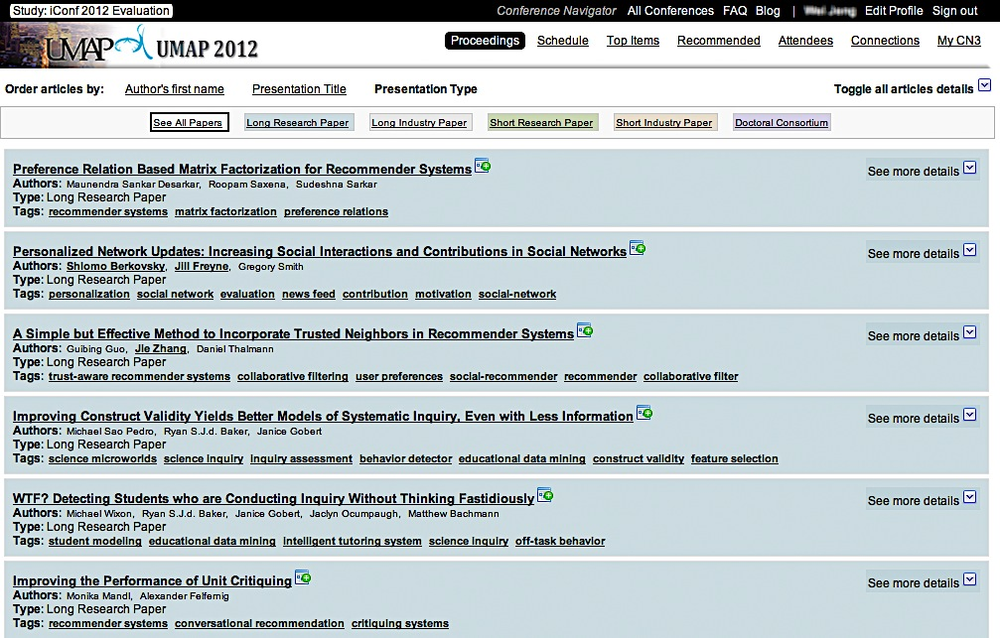 Study: iConf 2012 Evaluation
Conference Navigator All Conferences FAQ Blog | Edit Profile Sign out
UMAP UMAP 2012
Proceedings Schedule Top Items Recommended Attendees Connections My CN3
Order articles by: Author's first name Presentation Title Presentation Type Toggle all articles details
See All Papers Long Research Paper Long Industry Paper Short Research Paper Short Industry Paper Doctoral Consortium
Preference Relation Based Matrix Factorization for Recommender Systems See more details
Authors: Maunendra Sankar Desarkar, Roopam Saxena, Sudeshna Sarkar
Type: Long Research Paper
Tags: recommender systems matrix factorization preference relations
Personalized Network Updates: Increasing Social Interactions and Contributions in Social Networks See more details
Authors: Shlomo Berkovsky, Jill Freyne, Gregory Smith
Type: Long Research Paper
Tags: personalization social network evaluation news feed contribution motivation social-network
A Simple but Effective Method to Incorporate Trusted Neighbors in Recommender Systems See more details
Authors: Guibing Guo, Jie Zhang, Daniel Thalmann
Type: Long Research Paper
Tags: trust-aware recommender systems collaborative filtering user preferences social-recommender recommender collaborative filter
Improving Construct Validity Yields Better Models of Systematic Inquiry, Even with Less Information See more details
Authors: Michael Sao Pedro, Ryan S.J.d. Baker, Janice Gobert
Type: Long Research Paper
Tags: science microworlds science inquiry inquiry assessment behavior detector educational data mining construct validity feature selection
WTF? Detecting Students who are Conducting Inquiry Without Thinking Fastidiously See more details
Authors: Michael Wixon, Ryan S.J.d. Baker, Janice Gobert, Jaclyn Ocumpaugh, Matthew Bachmann
Type: Long Research Paper
Tags: student modeling educational data mining intelligent tutoring system science inquiry off-task behavior
Improving the Performance of Unit Critiquing See more details
Authors: Monika Mandl, Alexander Felfernig
Type: Long Research Paper
Tags: recommender systems conversational recommendation critiquing systems